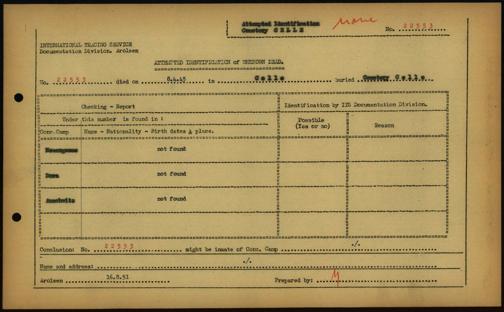 Attempted Identification
Cemetery CELLE
None
No. 22553
INTERNATIONAL TRACING SERVICE
Documentation Division, Arolsen
ATTEMPTED IDENTIFICATION of UNKNOWN DEAD.
No. 22553 died on 8.4.45 in Celle buried Cemetery Celle
Checking - Report
Identification by ITS Documentation Division.
Under this number is found in :
Possible
(Yes or no)
Reason
Conc.Camp
Name - Nationality - Birth dates & place.
Neuengamme
not found
Dora
not found
Auschwitz
not found
Conclusion: No. 22553 might be inmate of Conc. Camp ./.
Name and address: ./.
Arolsen 16.8.51 Prepared by: